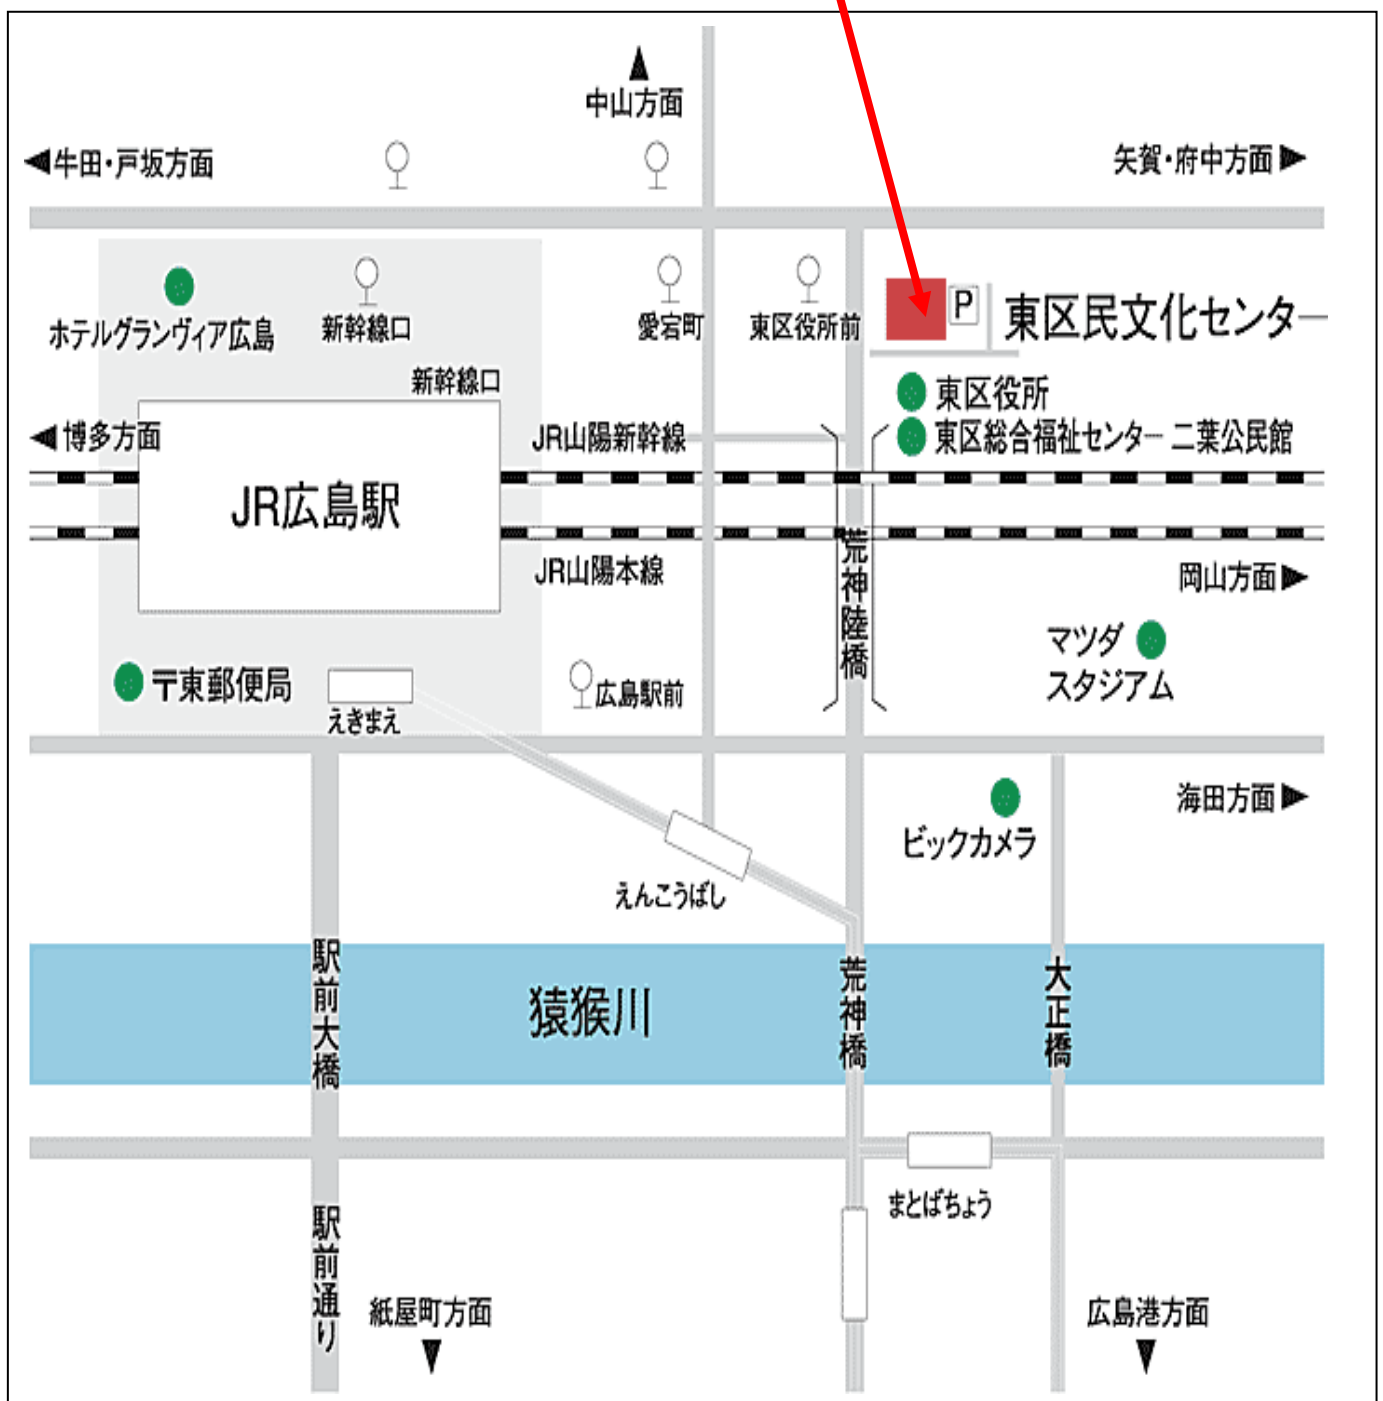 中山方面
牛田・戸坂方面
矢賀・府中方面
ホテルグランヴィア広島
新幹線口
愛宕町
東区役所前
P
東区民文化センター
新幹線口
東区役所
博多方面
JR山陽新幹線
東区総合福祉センター 二葉公民館
JR広島駅
JR山陽本線
荒神陸橋
岡山方面
マツダ
スタジアム
〒東郵便局
えきまえ
広島駅前
海田方面
ビックカメラ
えんこうばし
駅前大橋
猿猴川
荒神橋
大正橋
まとばちょう
駅前通り
紙屋町方面
広島港方面